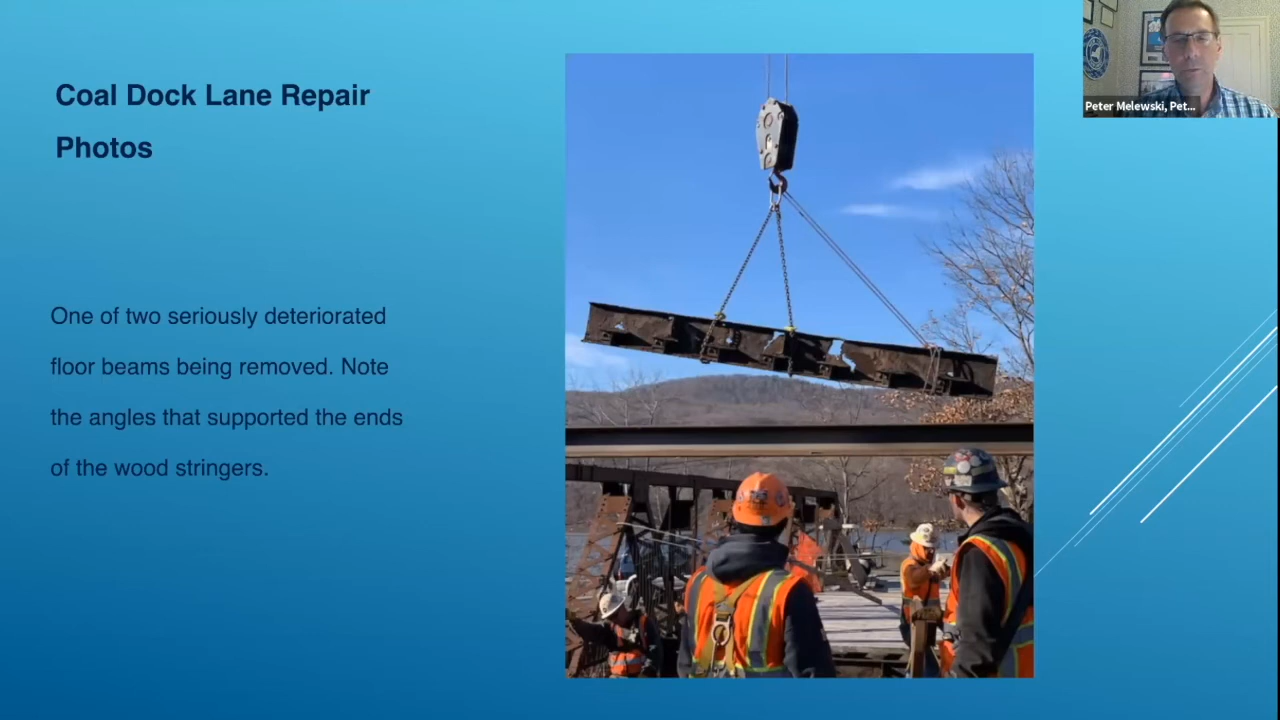 Coal Dock Lane Repair
Photos
One of two seriously deteriorated
floor beams being removed. Note
the angles that supported the ends
of the wood stringers.
Peter Melewski, Pet...